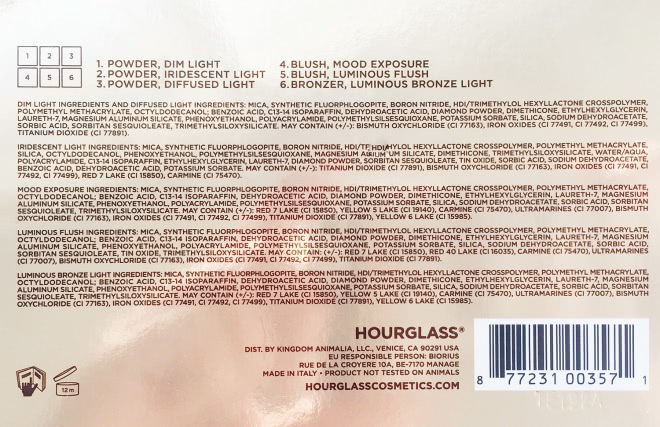 1 2 3
4 5 6
1. POWDER, DIM LIGHT
2. POWDER, IRIDESCENT LIGHT
3. POWDER, DIFFUSED LIGHT
4. BLUSH, MOOD EXPOSURE
5. BLUSH, LUMINOUS FLUSH
6. BRONZER, LUMINOUS BRONZE LIGHT
DIM LIGHT INGREDIENTS AND DIFFUSED LIGHT INGREDIENTS: MICA, SYNTHETIC FLUORPHLOGOPITE, BORON NITRIDE, HDI/TRIMETHYLOL HEXYLLACTONE CROSSPOLYMER,
POLYMETHYL METHACRYLATE, OCTYLDODECANOL; BENZOIC ACID, C13-14 ISOPARAFFIN, DEHYDROACETIC ACID, DIAMOND POWDER, DIMETHICONE, ETHYLHEXYLGLYCERIN,
LAURETH-7, MAGNESIUM ALUMINUM SILICATE, PHENOXYETHANOL, POLYACRYLAMIDE, POLYMETHYLSILSESQUIOXANE, POTASSIUM SORBATE, SILICA, SODIUM DEHYDROACETATE,
SORBIC ACID, SORBITAN SESQUIOLEATE, TRIMETHYLSILOXYSILICATE. MAY CONTAIN (+/-): BISMUTH OXYCHLORIDE (CI 77163), IRON OXIDES (CI 77491, CI 77492, CI 77499),
TITANIUM DIOXIDE (CI 77891).
IRIDESCENT LIGHT INGREDIENTS: MICA, SYNTHETIC FLUORPHLOGOPITE, BORON NITRIDE, HEXYLLACTONE CROSSPOLYMER, POLYMETHYL METHACRYLATE,
SILICA, OCTYLDODECANOL, PHENOXYETHANOL, POLYMETHYLSILSESQUIOXANE, MAGNESIUM SILICATE, DIMETHICONE, TRIMETHYLSILOXYSILICATE, WATER/AQUA,
POLYACRYLAMIDE, C13-14 ISOPARAFFIN, ETHYLHEXYLGLYCERIN, LAURETH-7, DIAMOND POWDER, SORBITAN SESQUIOLEATE, TIN OXIDE, SORBIC ACID, SODIUM DEHYDROACETATE,
BENZOIC ACID, DEHYDROACETIC ACID, POTASSIUM SORBATE. MAY CONTAIN (+/-): TITANIUM DIOXIDE (CI 77891), BISMUTH OXYCHLORIDE (CI 77163), IRON OXIDES (CI 77491, CI
77492, CI 77499), RED 7 LAKE (CI 15850), CARMINE (CI 75470).
MOOD EXPOSURE INGREDIENTS: MICA, SYNTHETIC FLUORPHLOGOPITE, BORON NITRIDE, HDI/TRIMETHYLOL HEXYLLACTONE CROSSPOLYMER, POLYMETHYL METHACRYLATE,
OCTYLDODECANOL; BENZOIC ACID, C13-14 ISOPARAFFIN, DEHYDROACETIC ACID, DIAMOND POWDER, DIMETHICONE, ETHYLHEXYLGLYCERIN, LAURETH-7, MAGNESIUM
ALUMINUM SILICATE, PHENOXYETHANOL, POLYACRYLAMIDE, POLYMETHYLSILSESQUIOXANE, POTASSIUM SORBATE, SILICA, SODIUM DEHYDROACETATE, SORBIC ACID, SORBITAN
SESQUIOLEATE, TRIMETHYLSILOXYSILICATE. MAY CONTAIN (+/-): RED 7 LAKE (CI 15850), YELLOW 5 LAKE (CI 19140), CARMINE (CI 75470), ULTRAMARINES (CI 77007), BISMUTH
OXYCHLORIDE (CI 77163), IRON OXIDES (CI 77491, CI 77492, CI 77499), TITANIUM DIOXIDE (CI 77891), YELLOW 6 LAKE (CI 15985).
LUMINOUS FLUSH INGREDIENTS: MICA, SYNTHETIC FLUORPHLOGOPITE, BORON NITRIDE, HDI/TRIMETHYLOL HEXYLLACTONE CROSSPOLYMER, POLYMETHYL METHACRYLATE,
OCTYLDODECANOL; BENZOIC ACID, C13-14 ISOPARAFFIN, DEHYDROACETIC ACID, DIAMOND POWDER, DIMETHICONE, ETHYLHEXYLGLYCERIN, LAURETH-7, MAGNESIUM
ALUMINUM SILICATE, PHENOXYETHANOL, POLYACRYLAMIDE, POLYMETHYLSILSESQUIOXANE, POTASSIUM SORBATE, SILICA, SODIUM DEHYDROACETATE, SORBIC ACID,
SORBITAN SESQUIOLEATE, TIN OXIDE, TRIMETHYLSILOXYSILICATE. MAY CONTAIN: (+/-): RED 7 LAKE (CI 15850), RED 40 LAKE (CI 16035), CARMINE (CI 75470), ULTRAMARINES
(CI 77007), BISMUTH OXYCHLORIDE (CI 77163), IRON OXIDES (CI 77491, CI 77492, CI 77499), TITANIUM DIOXIDE (CI 77891).
LUMINOUS BRONZE LIGHT INGREDIENTS: MICA, SYNTHETIC FLUORPHLOGOPITE, BORON NITRIDE, HDI/TRIMETHYLOL HEXYLLACTONE CROSSPOLYMER, POLYMETHYL METHACRYLATE,
OCTYLDODECANOL; BENZOIC ACID, C13-14 ISOPARAFFIN, DEHYDROACETIC ACID, DIAMOND POWDER, DIMETHICONE, ETHYLHEXYLGLYCERIN, LAURETH-7, MAGNESIUM
ALUMINUM SILICATE, PHENOXYETHANOL, POLYACRYLAMIDE, POLYMETHYLSILSESQUIOXANE, POTASSIUM SORBATE, SILICA, SODIUM DEHYDROACETATE, SORBIC ACID, SORBITAN
SESQUIOLEATE, TRIMETHYLSILOXYSILICATE. MAY CONTAIN (+/-): RED 7 LAKE (CI 15850), YELLOW 5 LAKE (CI 19140), CARMINE (CI 75470), ULTRAMARINES (CI 77007), BISMUTH
OXYCHLORIDE (CI 77163), IRON OXIDES (CI 77491, CI 77492, CI 77499), TITANIUM DIOXIDE (CI 77891), YELLOW 6 LAKE (CI 15985).
HOURGLASS®
DIST. BY KINGDOM ANIMALIA, LLC., VENICE, CA 90291 USA
EU RESPONSIBLE PERSON: BIORIUS
RUE DE LA CROYERE 10A, BE-7170 MANAGE
MADE IN ITALY • PRODUCT NOT TESTED ON ANIMALS
HOURGLASSCOSMETICS.COM
12 m
8 77231 00357 1